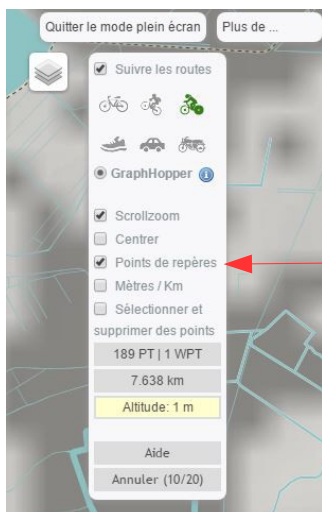 Quitter le mode plein écran
Plus de ...
Suivre les routes
GraphHopper
Scrollzoom
Centrer
Points de repères
Mètres / Km
Sélectionner et
supprimer des points
189 PT | 1 WPT
7.638 km
Altitude: 1 m
Aide
Annuler (10/20)